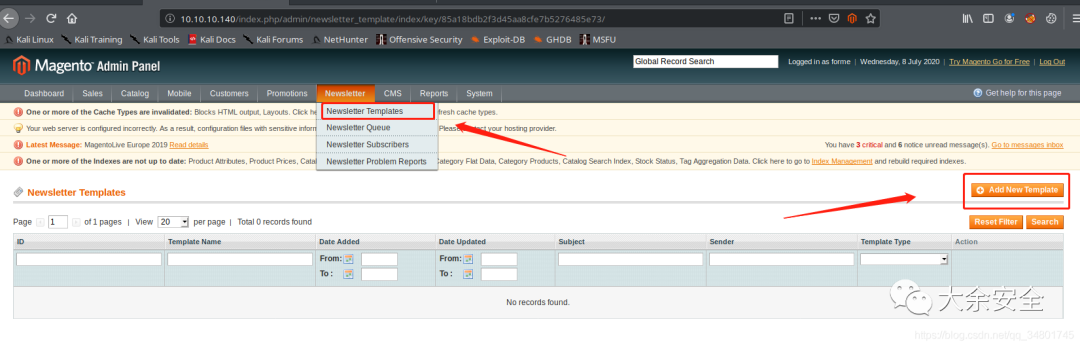 10.10.10.140/index.php/admin/newsletter_template/index/key/85a18bdb2f3d45aa8cfe7b5276485e73/
Kali Linux Kali Training Kali Tools Kali Docs Kali Forums NetHunter Offensive Security Exploit-DB GHDB MSFU
Magento Admin Panel Global Record Search Logged in as forme | Wednesday, 8 July 2020 | Try Magento Go for Free | Log Out
Dashboard Sales Catalog Mobile Customers Promotions Newsletter CMS Reports System Get help for this page
Newsletter Templates
Newsletter Queue
Newsletter Subscribers
Newsletter Problem Reports
One or more of the Cache Types are invalidated: Blocks HTML output, Layouts. Click he fresh cache types.
Your web server is configured incorrectly. As a result, configuration files with sensitive inform Pleas your hosting provider.
Latest Message: MagentoLive Europe 2019 Read details You have 3 critical and 6 notice unread message(s). Go to messages inbox
One or more of the Indexes are not up to date: Product Attributes, Product Prices, Catal Category Flat Data, Category Products, Catalog Search Index, Stock Status, Tag Aggregation Data. Click here to go to Index Management and rebuild required indexes.
Newsletter Templates Add New Template
Page 1 of 1 pages | View 20 per page | Total 0 records found Reset Filter Search
ID Template Name Date Added Date Updated Subject Sender Template Type Action
From: From:
To : To :
No records found.
大余安全
https://blog.csdn.net/qq_34801745